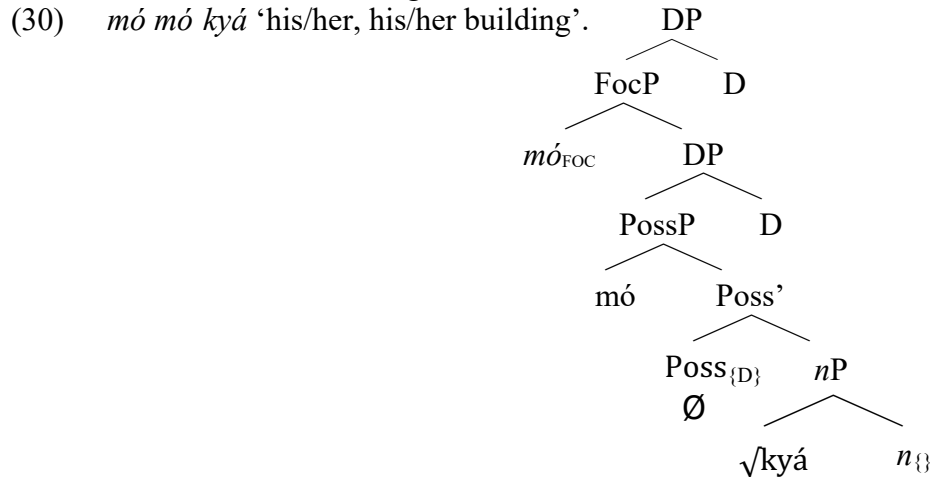 (30) mó mó kyá ‘his/her, his/her building’. DP
FocP D
móFOC DP
PossP D
mó Poss’
Poss{D} nP
Ø
√kyá n{}